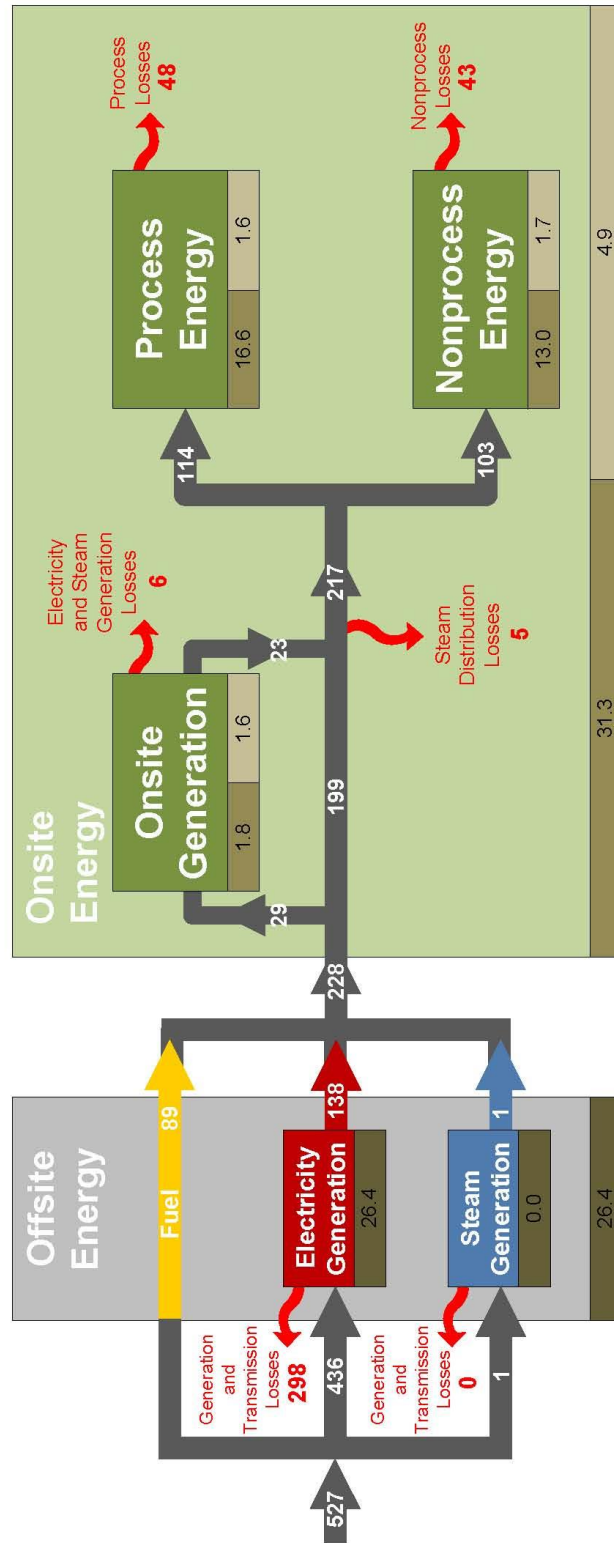 527
Offsite
Energy
Fuel
89
Generation
and
Transmission
Losses
298
436
Electricity
Generation
26.4
138
Generation
and
Transmission
Losses
0
1
Steam
Generation
0.0
1
26.4
228
Onsite
Energy
29
Onsite
Generation
1.8
1.6
Electricity
and Steam
Generation
Losses
6
23
199
217
Steam
Distribution
Losses
5
114
Process
Energy
16.6
1.6
Process
Losses
48
103
Nonprocess
Energy
13.0
1.7
Nonprocess
Losses
43
31.3
4.9